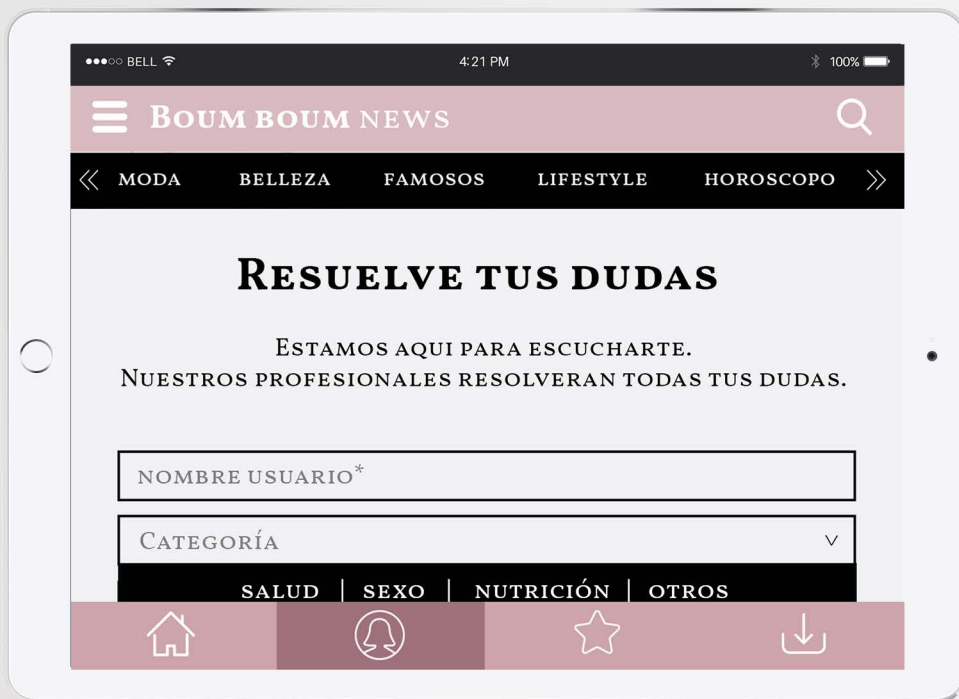 BELL 4:21 PM 100%
BOUM BOUM NEWS
MODA BELLEZA FAMOSOS LIFESTYLE HOROSCOPO
RESUELVE TUS DUDAS
ESTAMOS AQUI PARA ESCUCHARTE.
NUESTROS PROFESIONALES RESOLVERAN TODAS TUS DUDAS.
NOMBRE USUARIO*
CATEGORÍA
SALUD | SEXO | NUTRICIÓN | OTROS